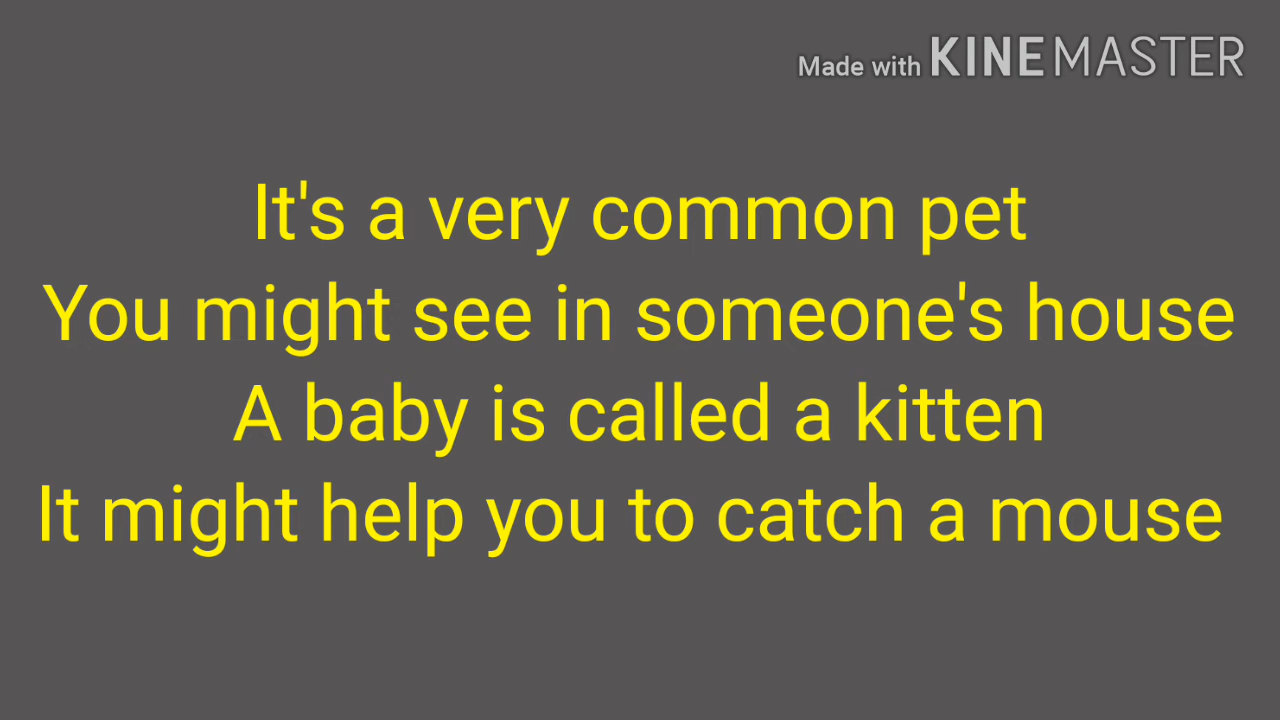 Made with KINEMASTER
It's a very common pet
You might see in someone's house
A baby is called a kitten
It might help you to catch a mouse